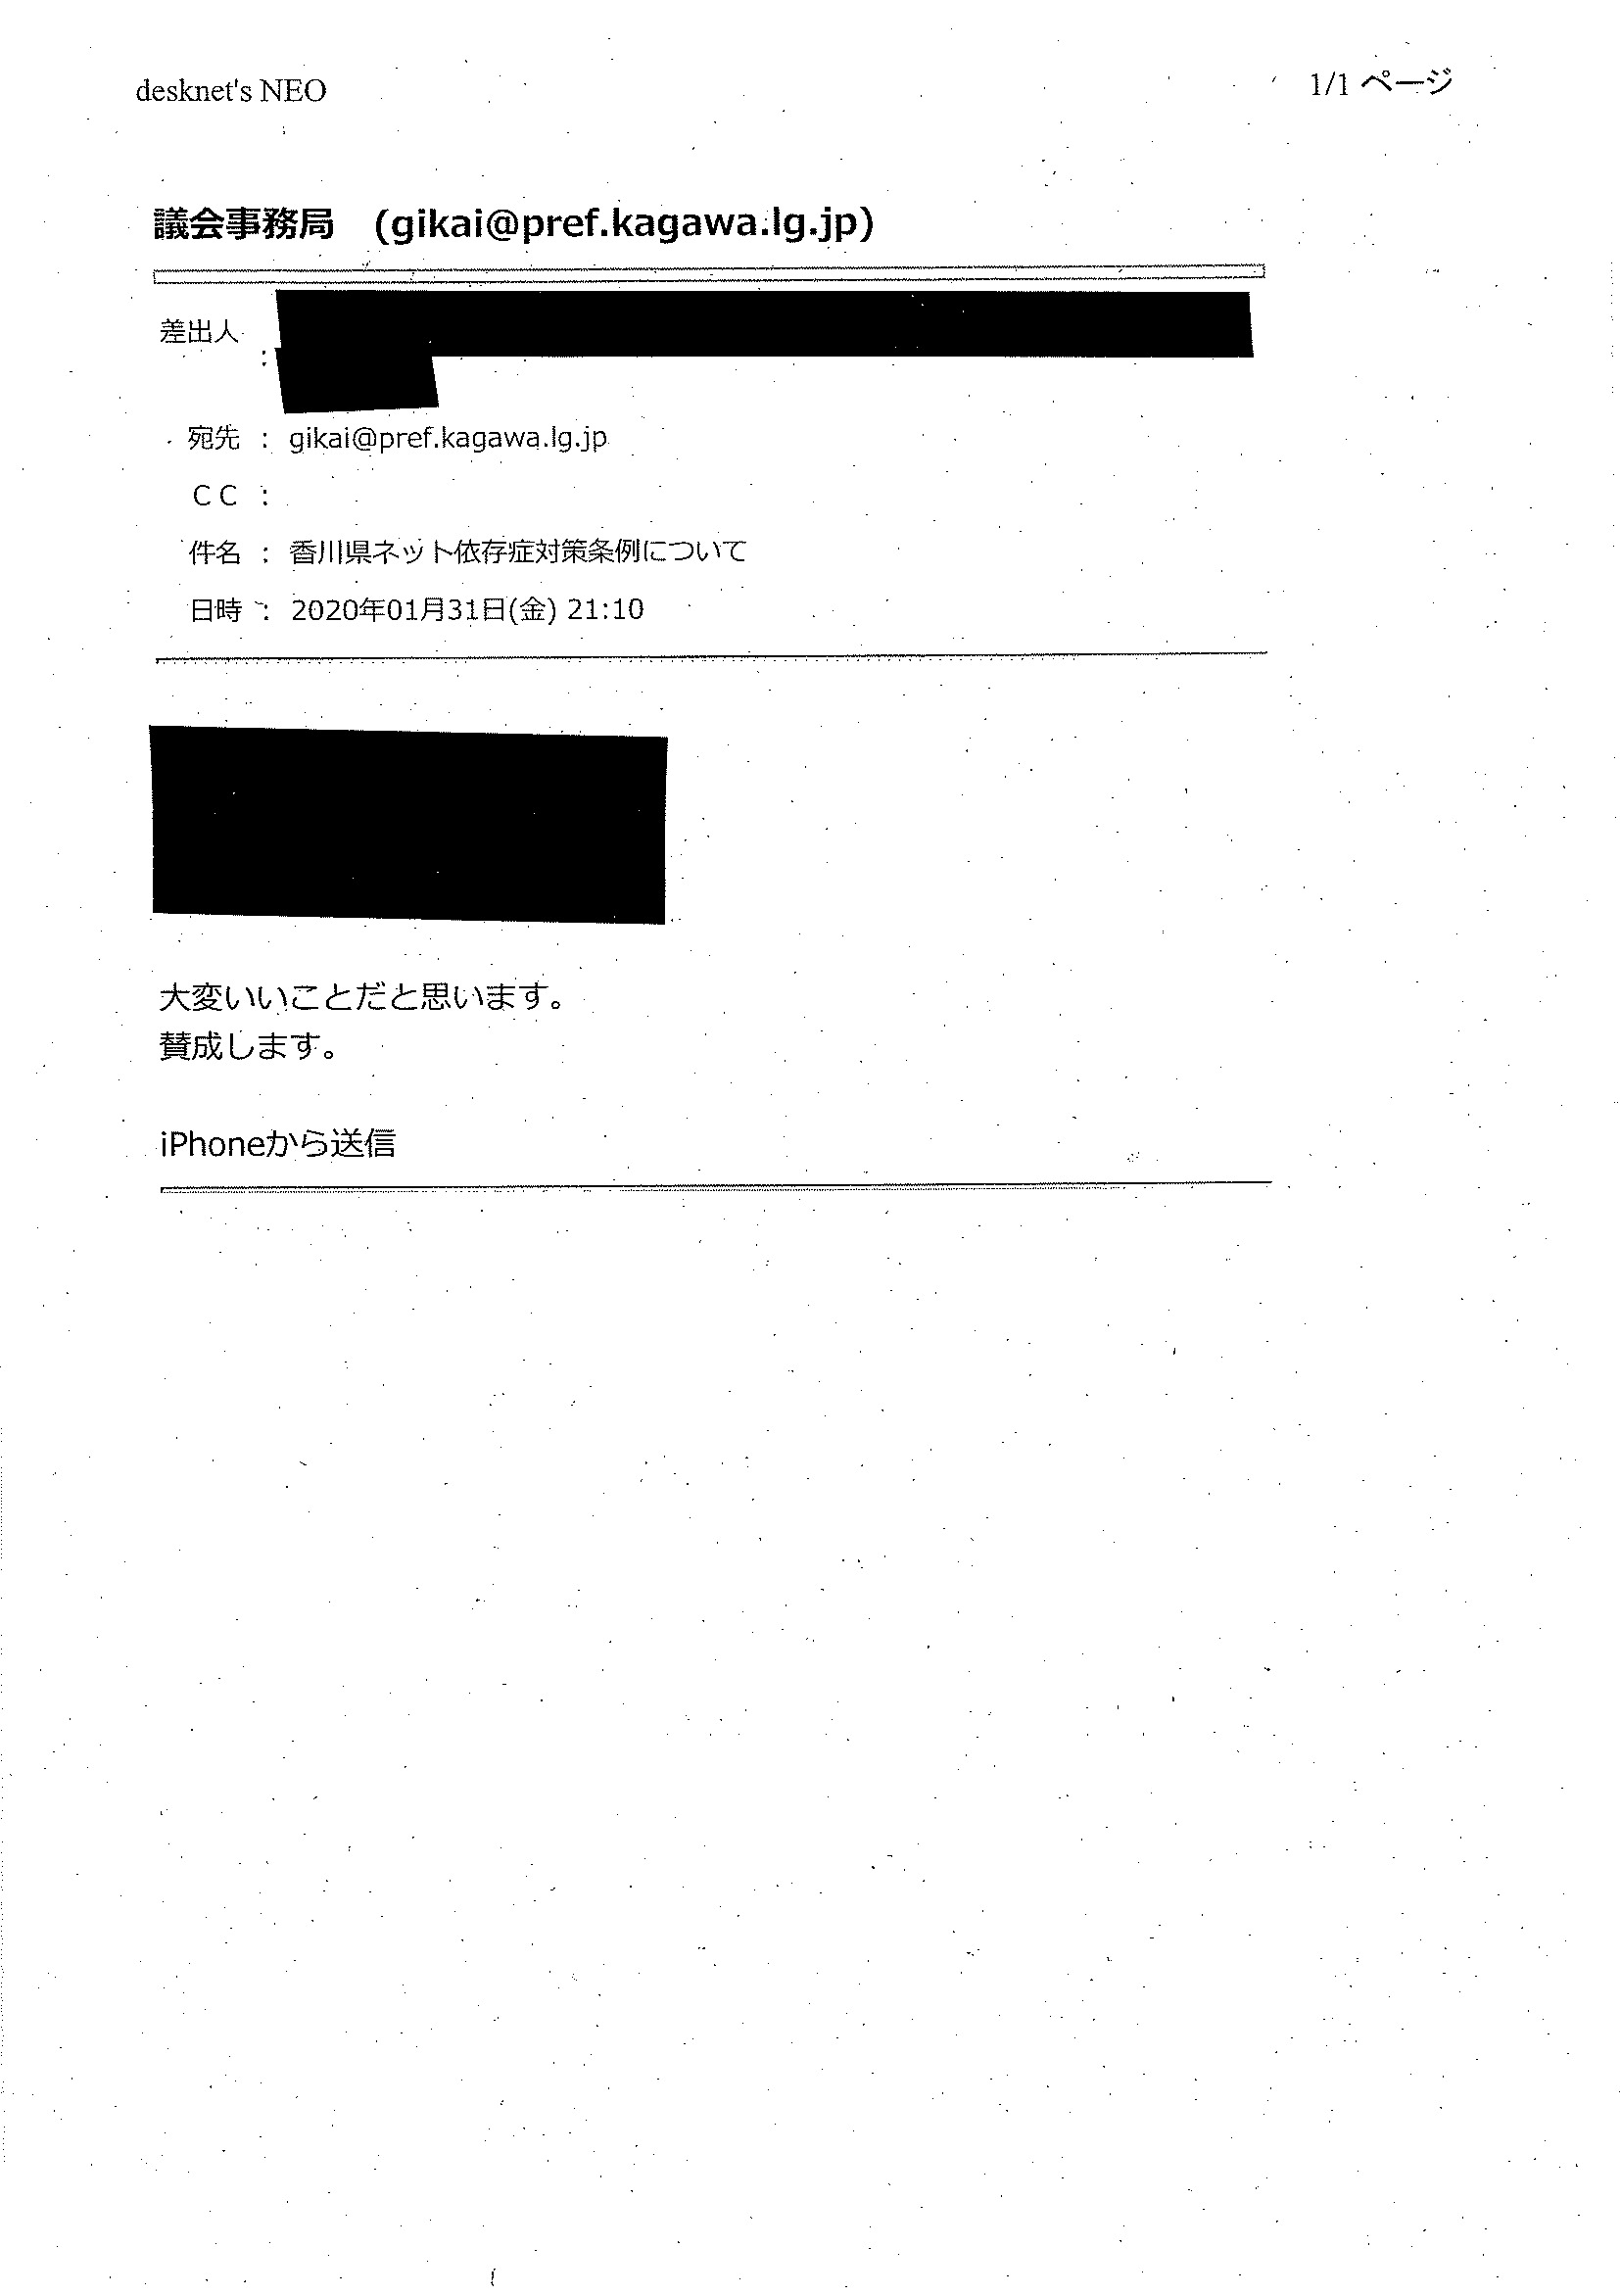 desknet's NEO
1/1 ページ
議会事務局 (gikai@pref.kagawa.lg.jp)
差出人
:
宛先 : gikai@pref.kagawa.lg.jp
CC :
件名 : 香川県ネット依存症対策条例について
日時 : 2020年01月31日(金) 21:10
大変いいことだと思います。
賛成します。
iPhoneから送信